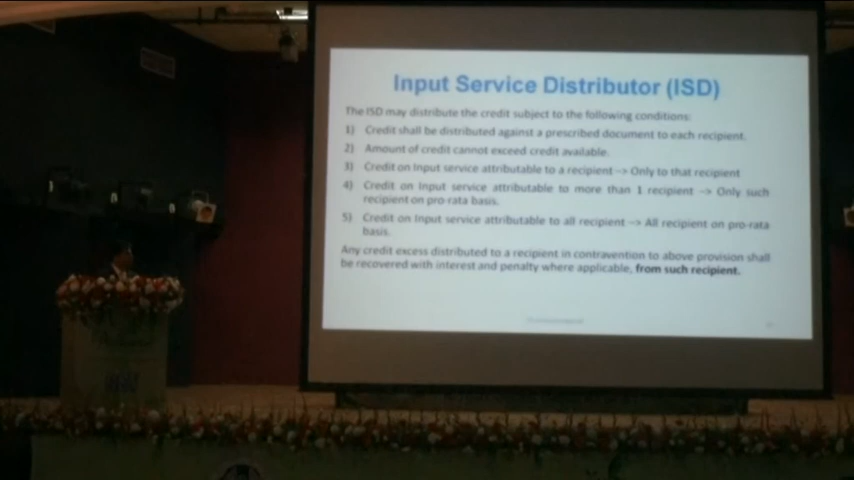 Input Service Distributor (ISD)
The ISD may distribute the credit subject to the following conditions:
1) Credit shall be distributed against a prescribed document to each recipient.
2) Amount of credit cannot exceed credit available.
3) Credit on Input service attributable to a recipient --> Only to that recipient
4) Credit on Input service attributable to more than 1 recipient --> Only such
recipient on pro-rata basis.
5) Credit on Input service attributable to all recipient --> All recipient on pro-rata
basis.
Any credit excess distributed to a recipient in contravention to above provision shall
be recovered with interest and penalty where applicable, from such recipient.